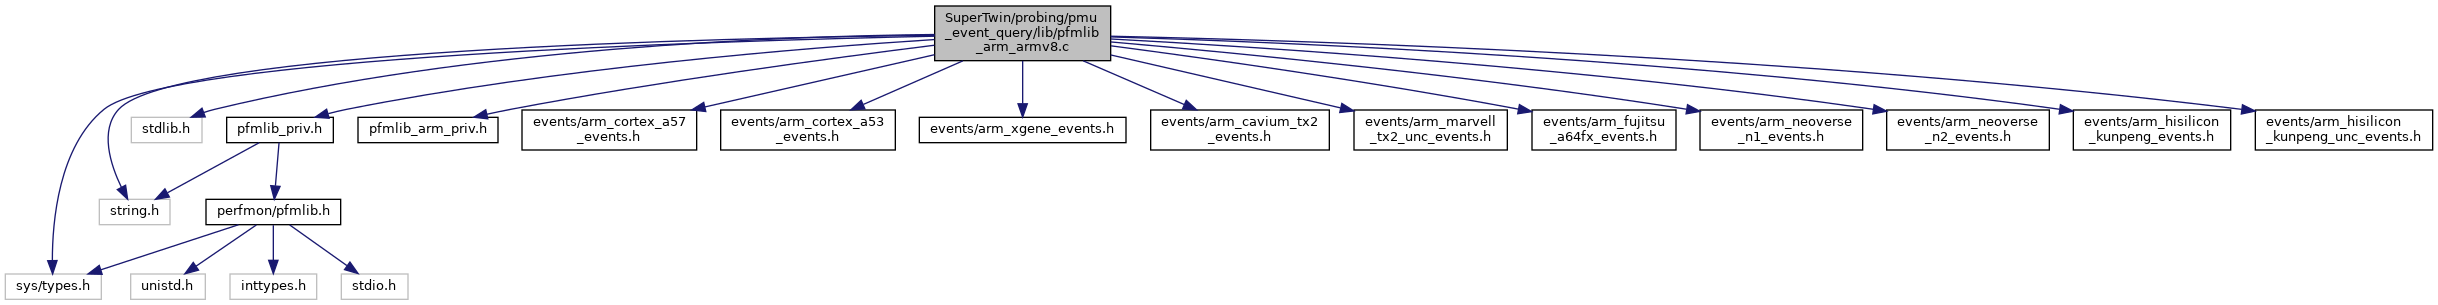 SuperTwin/probing/pmu
_event_query/lib/pfmlib
_arm_armv8.c
stdlib.h
pfmlib_priv.h
pfmlib_arm_priv.h
events/arm_cortex_a57
_events.h
events/arm_cortex_a53
_events.h
events/arm_xgene_events.h
events/arm_cavium_tx2
_events.h
events/arm_marvell
_tx2_unc_events.h
events/arm_fujitsu
_a64fx_events.h
events/arm_neoverse
_n1_events.h
events/arm_neoverse
_n2_events.h
events/arm_hisilicon
_kunpeng_events.h
events/arm_hisilicon
_kunpeng_unc_events.h
string.h
perfmon/pfmlib.h
sys/types.h
unistd.h
inttypes.h
stdio.h